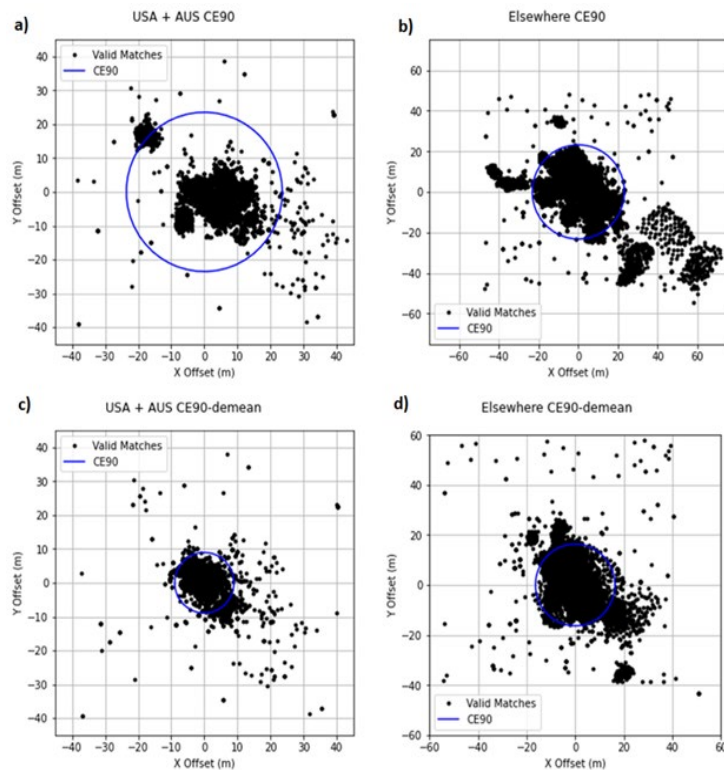 a)
USA + AUS CE90
Valid Matches
CE90
40
30
20
10
0
−10
−20
−30
−40
Y Offset (m)
−40 −30 −20 −10 0 10 20 30 40
X Offset (m)
b)
Elsewhere CE90
60
40
20
0
−20
−40
−60
Y Offset (m)
Valid Matches
CE90
−60 −40 −20 0 20 40 60
X Offset (m)
c)
USA + AUS CE90-demean
Valid Matches
CE90
40
30
20
10
0
−10
−20
−30
−40
Y Offset (m)
−40 −30 −20 −10 0 10 20 30 40
X Offset (m)
d)
Elsewhere CE90-demean
60
40
20
0
−20
−40
−60
Y Offset (m)
Valid Matches
CE90
−60 −40 −20 0 20 40 60
X Offset (m)